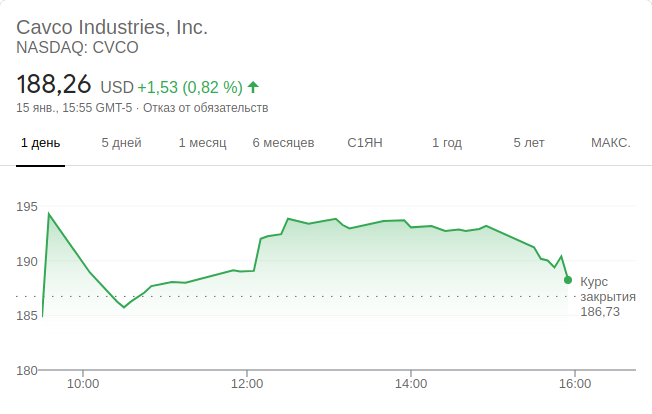 Cavco Industries, Inc.
NASDAQ: CVCO
188,26 USD +1,53 (0,82 %)
15 янв., 15:55 GMT-5 · Отказ от обязательств
1 день 5 дней 1 месяц 6 месяцев С1ЯН 1 год 5 лет МАКС.
195
190
185
180
Курс
закрытия
186,73
10:00 12:00 14:00 16:00